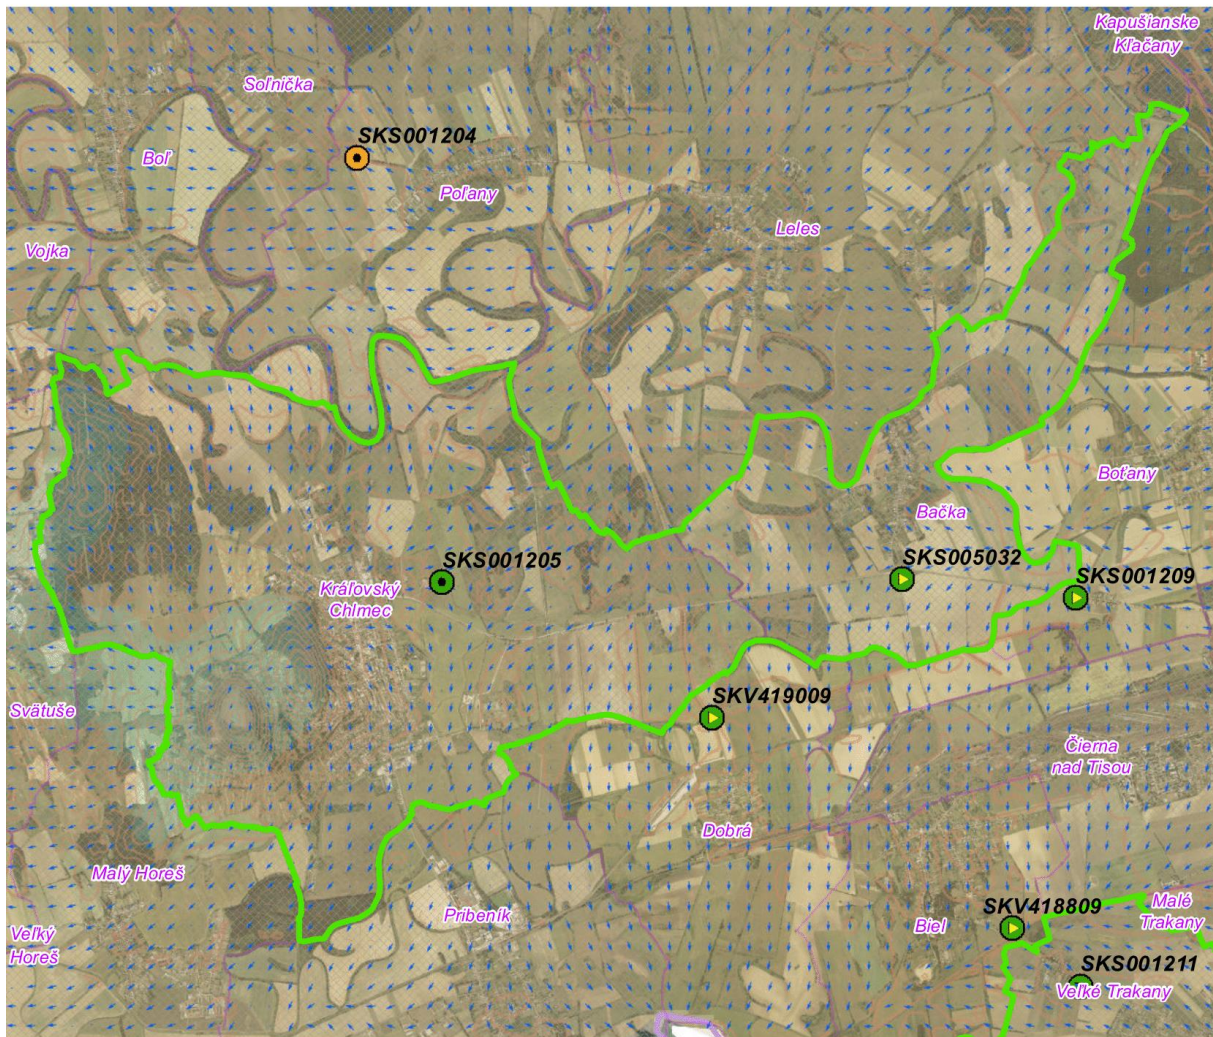 Kapušianske
Kľačany
Soľnička
SKS001204
Boľ
Poľany
Leles
Vojka
Boťany
Bačka
SKS001205
SKS005032
SKS001209
Kráľovský
Chlmec
SKV419009
Svätuše
Čierna
nad Tisou
Dobrá
Malý Horeš
SKV418809
Malé
Trakany
Pribeník
Biel
Veľký
Horeš
SKS001211
Veľké Trakany